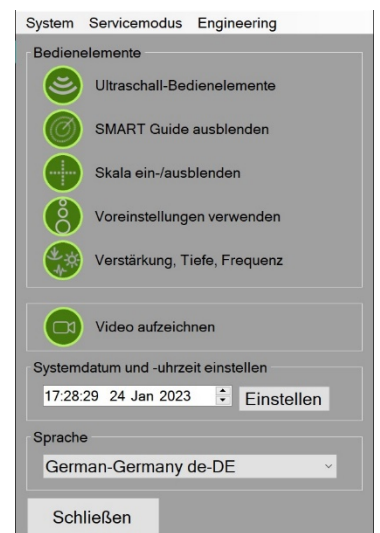 System Servicemodus Engineering
Bedienelemente
Ultraschall-Bedienelemente
SMART Guide ausblenden
Skala ein-/ausblenden
Voreinstellungen verwenden
Verstärkung, Tiefe, Frequenz
Video aufzeichnen
Systemdatum und -uhrzeit einstellen
17:28:29 24 Jan 2023 Einstellen
Sprache
German-Germany de-DE
Schließen